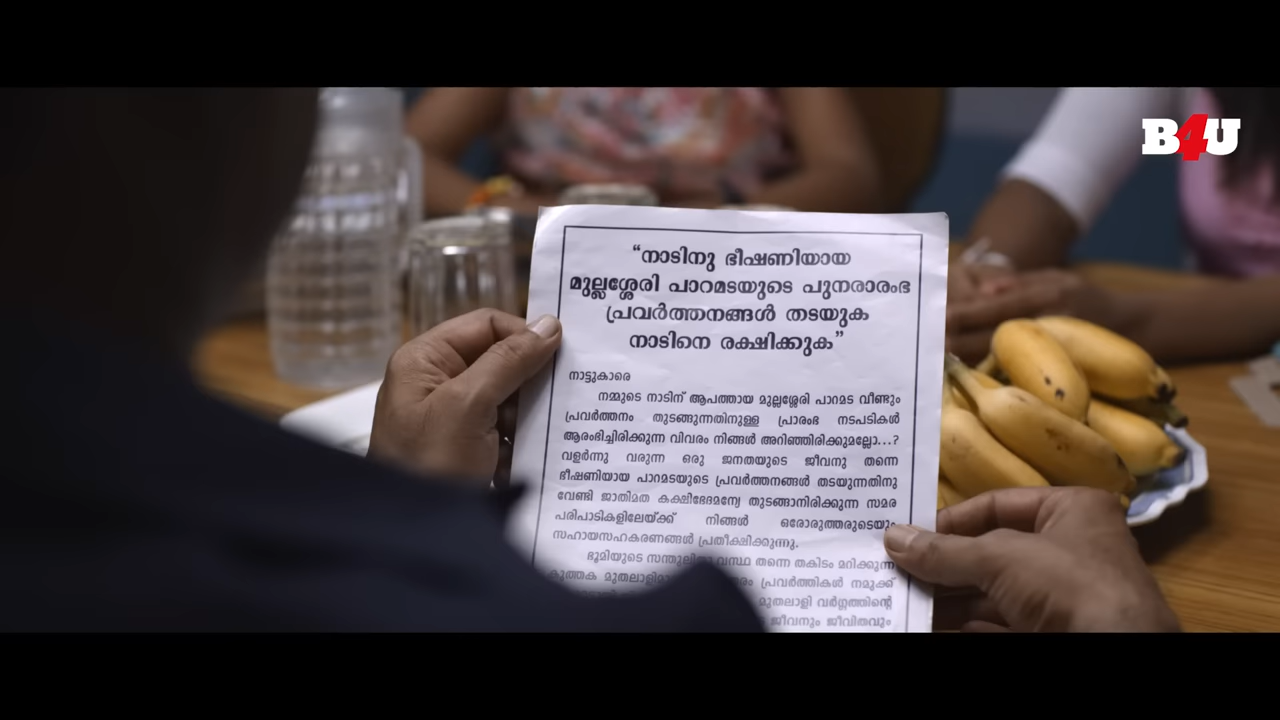 B4U
“നാടിനു ഭീഷണിയായ
മുല്ലശ്ശേരി പാറമടയുടെ പുനരാരംഭ
പ്രവർത്തനങ്ങൾ തടയുക
നാടിനെ രക്ഷിക്കുക”
നാട്ടുകാരെ
നമ്മുടെ നാടിന് ആപത്തായ മുല്ലശ്ശേരി പാറമട വീണ്ടും
പ്രവർത്തനം തുടങ്ങുന്നതിനുള്ള പ്രാരംഭ നടപടികൾ
ആരംഭിച്ചിരിക്കുന്ന വിവരം നിങ്ങൾ അറിഞ്ഞിരിക്കുമല്ലോ...?
വളർന്നു വരുന്ന ഒരു ജനതയുടെ ജീവനു തന്നെ
ഭീഷണിയായ പാറമടയുടെ പ്രവർത്തനങ്ങൾ തടയുന്നതിനു
വേണ്ടി ജാതിമത കക്ഷിഭേദമന്യേ തുടങ്ങാനിരിക്കുന്ന സമര
പരിപാടികളിലേയ്ക്ക് നിങ്ങൾ ഒരോരുത്തരുടെയും
സഹായസഹകരണങ്ങൾ പ്രതീക്ഷിക്കുന്നു.
ഭൂമിയുടെ വസ്ഥ തന്നെ തകിടം മറിക്കുന്ന
കുത്തക പ്രവർത്തികൾ നമുക്ക്
മുതലാളി വർഗ്ഗത്തിന്റെ
ജീവനും ജീവിതവും